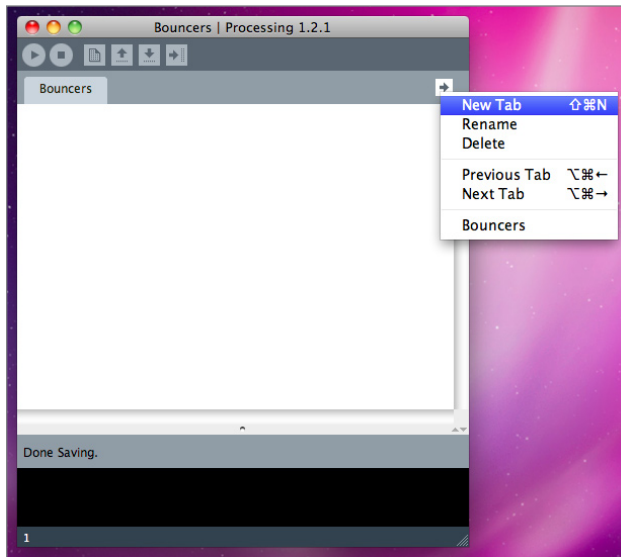 Bouncers | Processing 1.2.1
Bouncers
New Tab ⇧⌘N
Rename
Delete
Previous Tab ⌥⌘←
Next Tab ⌥⌘→
Bouncers
Done Saving.
1